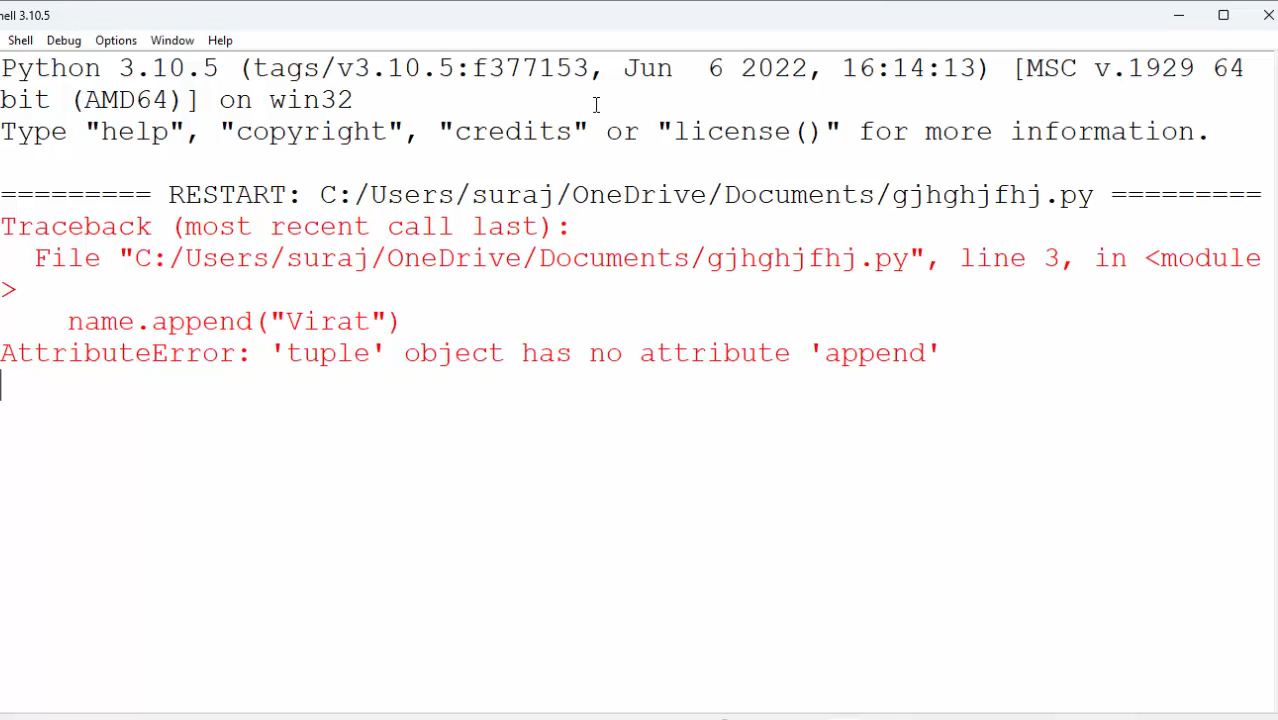 hell 3.10.5
Shell Debug Options Window Help
Python 3.10.5 (tags/v3.10.5:f377153, Jun  6 2022, 16:14:13) [MSC v.1929 64
bit (AMD64)] on win32
Type "help", "copyright", "credits" or "license()" for more information.
========= RESTART: C:/Users/suraj/OneDrive/Documents/gjhghjfhj.py =========
Traceback (most recent call last):
  File "C:/Users/suraj/OneDrive/Documents/gjhghjfhj.py", line 3, in <module
>
    name.append("Virat")
AttributeError: 'tuple' object has no attribute 'append'